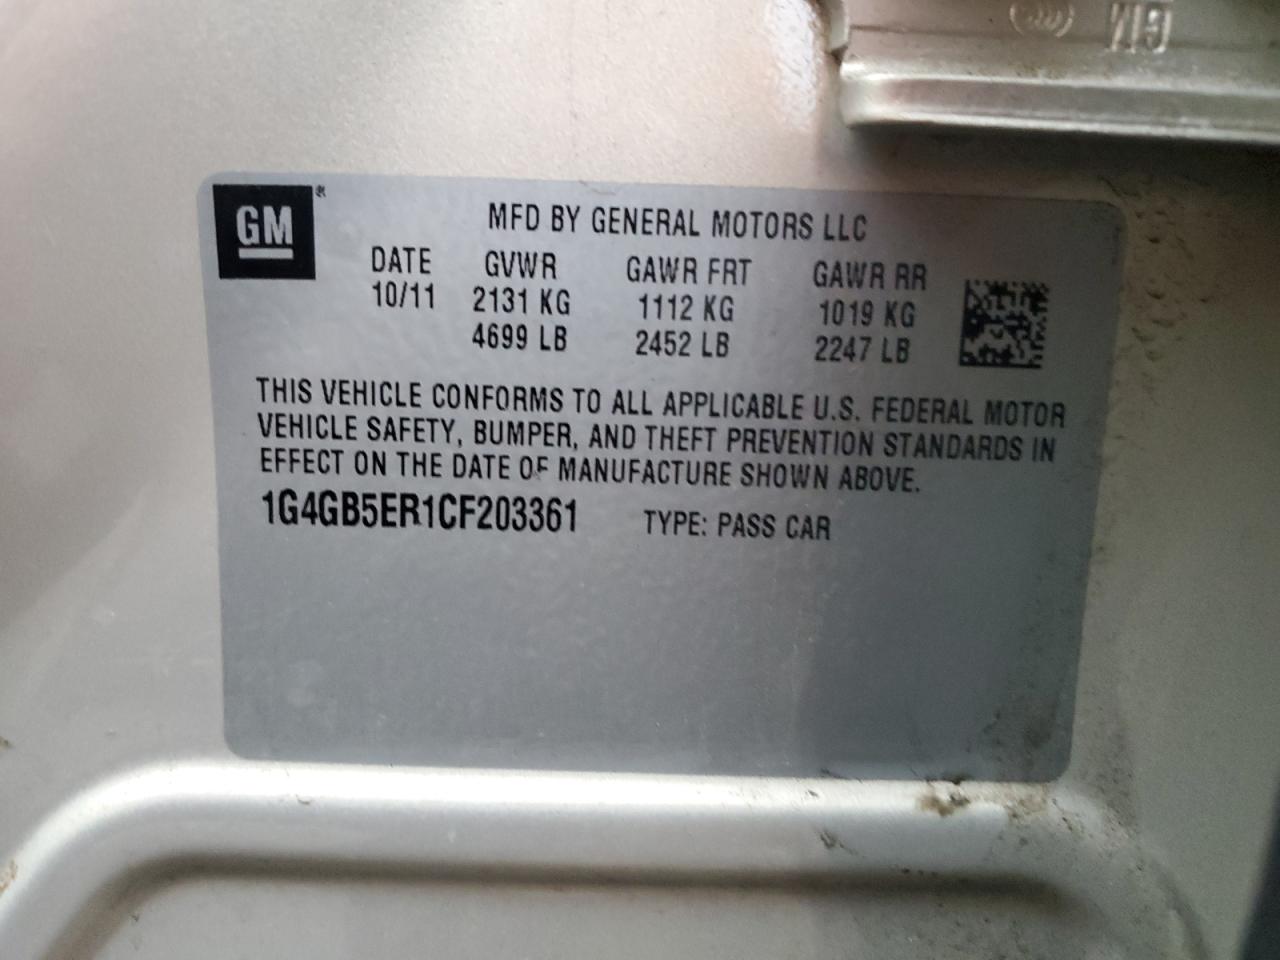 GM®
MFD BY GENERAL MOTORS LLC
DATE GVWR GAWR FRT GAWR RR
10/11 2131 KG 1112 KG 1019 KG
4699 LB 2452 LB 2247 LB
THIS VEHICLE CONFORMS TO ALL APPLICABLE U.S. FEDERAL MOTOR
VEHICLE SAFETY, BUMPER, AND THEFT PREVENTION STANDARDS IN
EFFECT ON THE DATE OF MANUFACTURE SHOWN ABOVE.
1G4GB5ER1CF203361 TYPE: PASS CAR